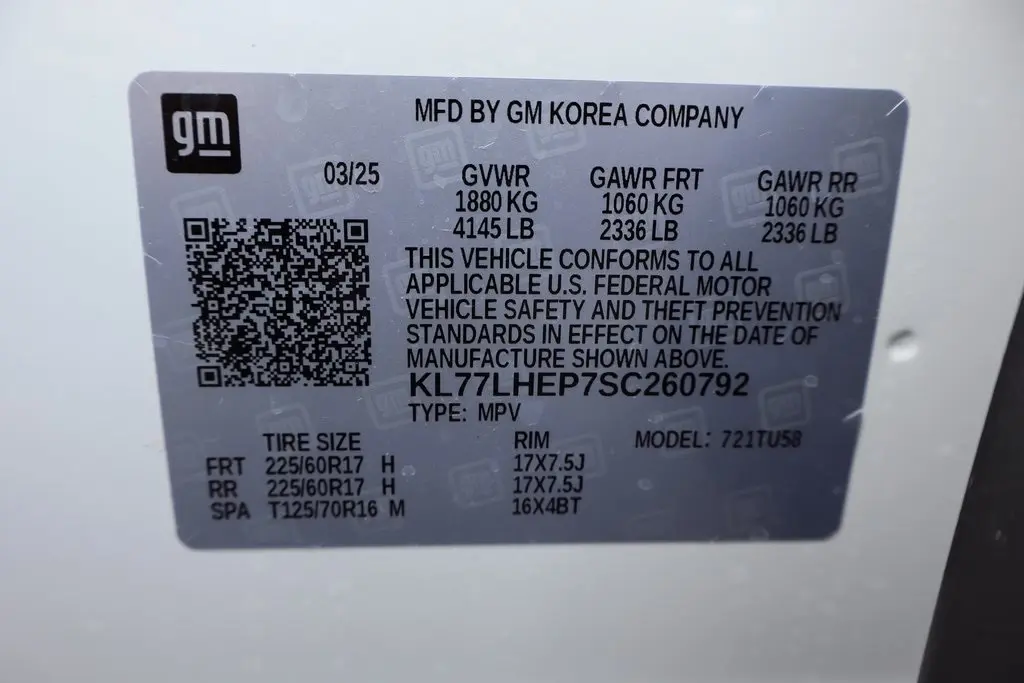 gm
MFD BY GM KOREA COMPANY
03/25
GVWR GAWR FRT GAWR RR
1880 KG 1060 KG 1060 KG
4145 LB 2336 LB 2336 LB
THIS VEHICLE CONFORMS TO ALL
APPLICABLE U.S. FEDERAL MOTOR
VEHICLE SAFETY AND THEFT PREVENTION
STANDARDS IN EFFECT ON THE DATE OF
MANUFACTURE SHOWN ABOVE.
KL77LHEP7SC260792
TYPE: MPV
TIRE SIZE RIM MODEL: 721TU58
FRT 225/60R17 H 17X7.5J
RR 225/60R17 H 17X7.5J
SPA T125/70R16 M 16X4BT